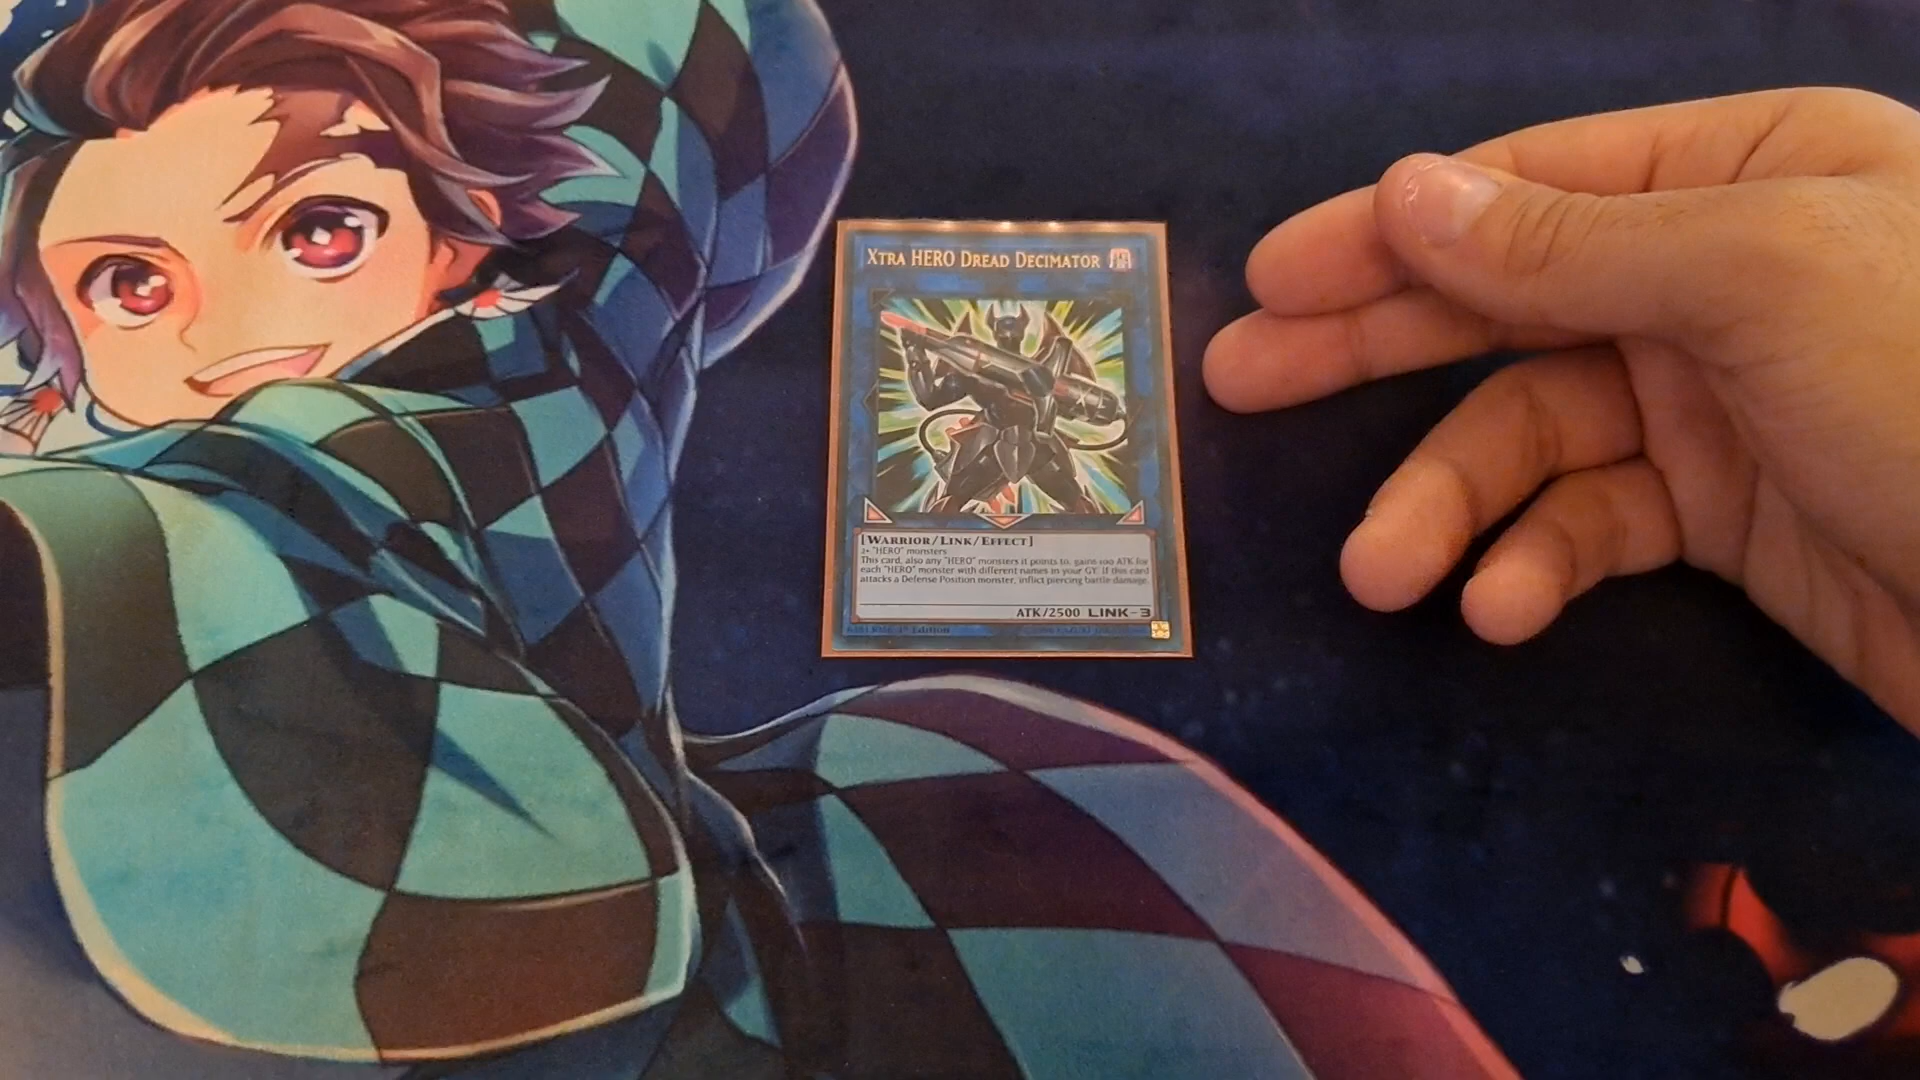 Xtra HERO Dread Decimator
[Warrior/Link/Effect]
2+ "HERO" monsters
This card, also any "HERO" monsters it points to, gains 100 ATK for
each "HERO" monster with different names in your GY. If this card
attacks a Defense Position monster, inflict piercing battle damage.
ATK/2500 LINK-3
1st Edition